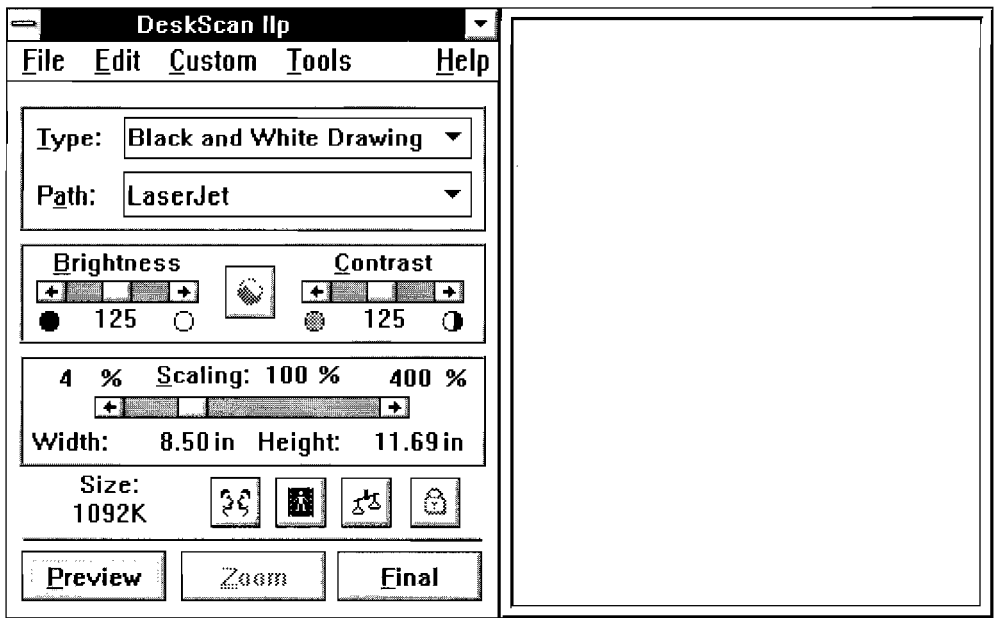 DeskScan IIp
File Edit Custom Tools Help
Type: Black and White Drawing
Path: LaserJet
Brightness Contrast
125 125
4 % Scaling: 100 % 400 %
Width: 8.50 in Height: 11.69 in
Size:
1092K
Preview Zoom Final